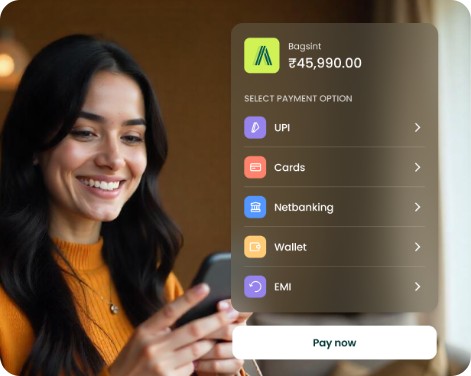 Bagsint
₹45,990.00
SELECT PAYMENT OPTION
UPI
Cards
Netbanking
Wallet
EMI
Pay now